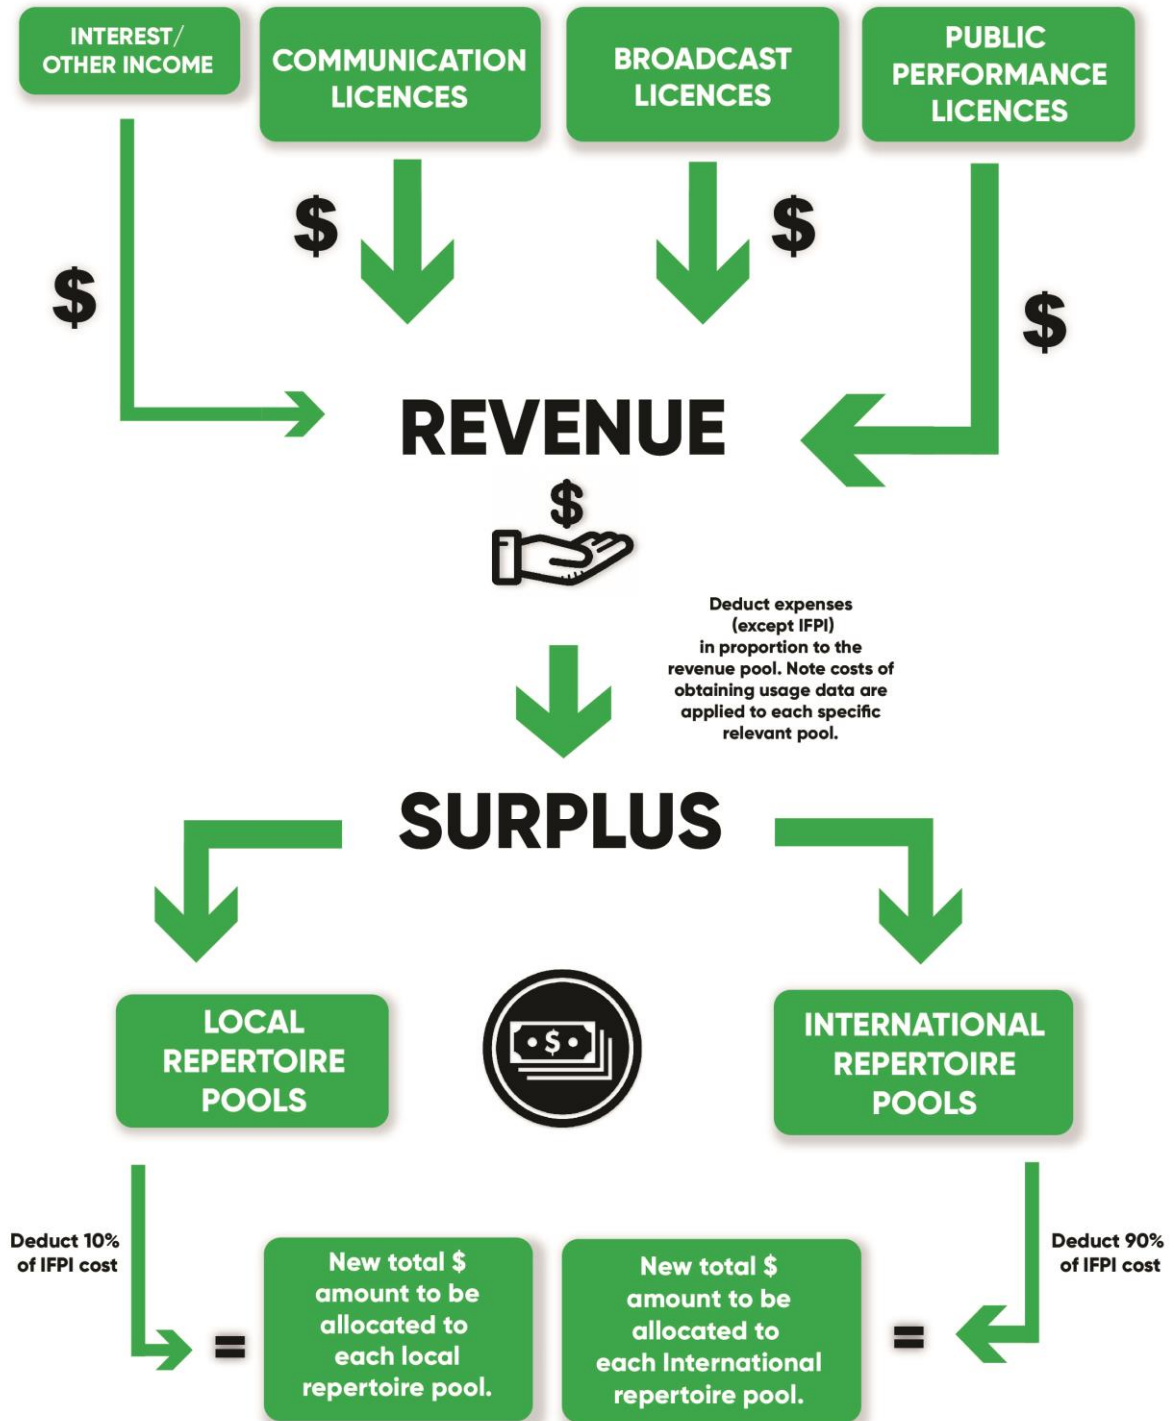 INTEREST/
OTHER INCOME
COMMUNICATION
LICENCES
BROADCAST
LICENCES
PUBLIC
PERFORMANCE
LICENCES
$
$
$
$
REVENUE
$
Deduct expenses
(except IFPI)
in proportion to the
revenue pool. Note costs of
obtaining usage data are
applied to each specific
relevant pool.
SURPLUS
LOCAL
REPERTOIRE
POOLS
$
INTERNATIONAL
REPERTOIRE
POOLS
Deduct 10%
of IFPI cost
=
New total $
amount to be
allocated to
each local
repertoire pool.
New total $
amount to be
allocated to
each International
repertoire pool.
=
Deduct 90%
of IFPI cost